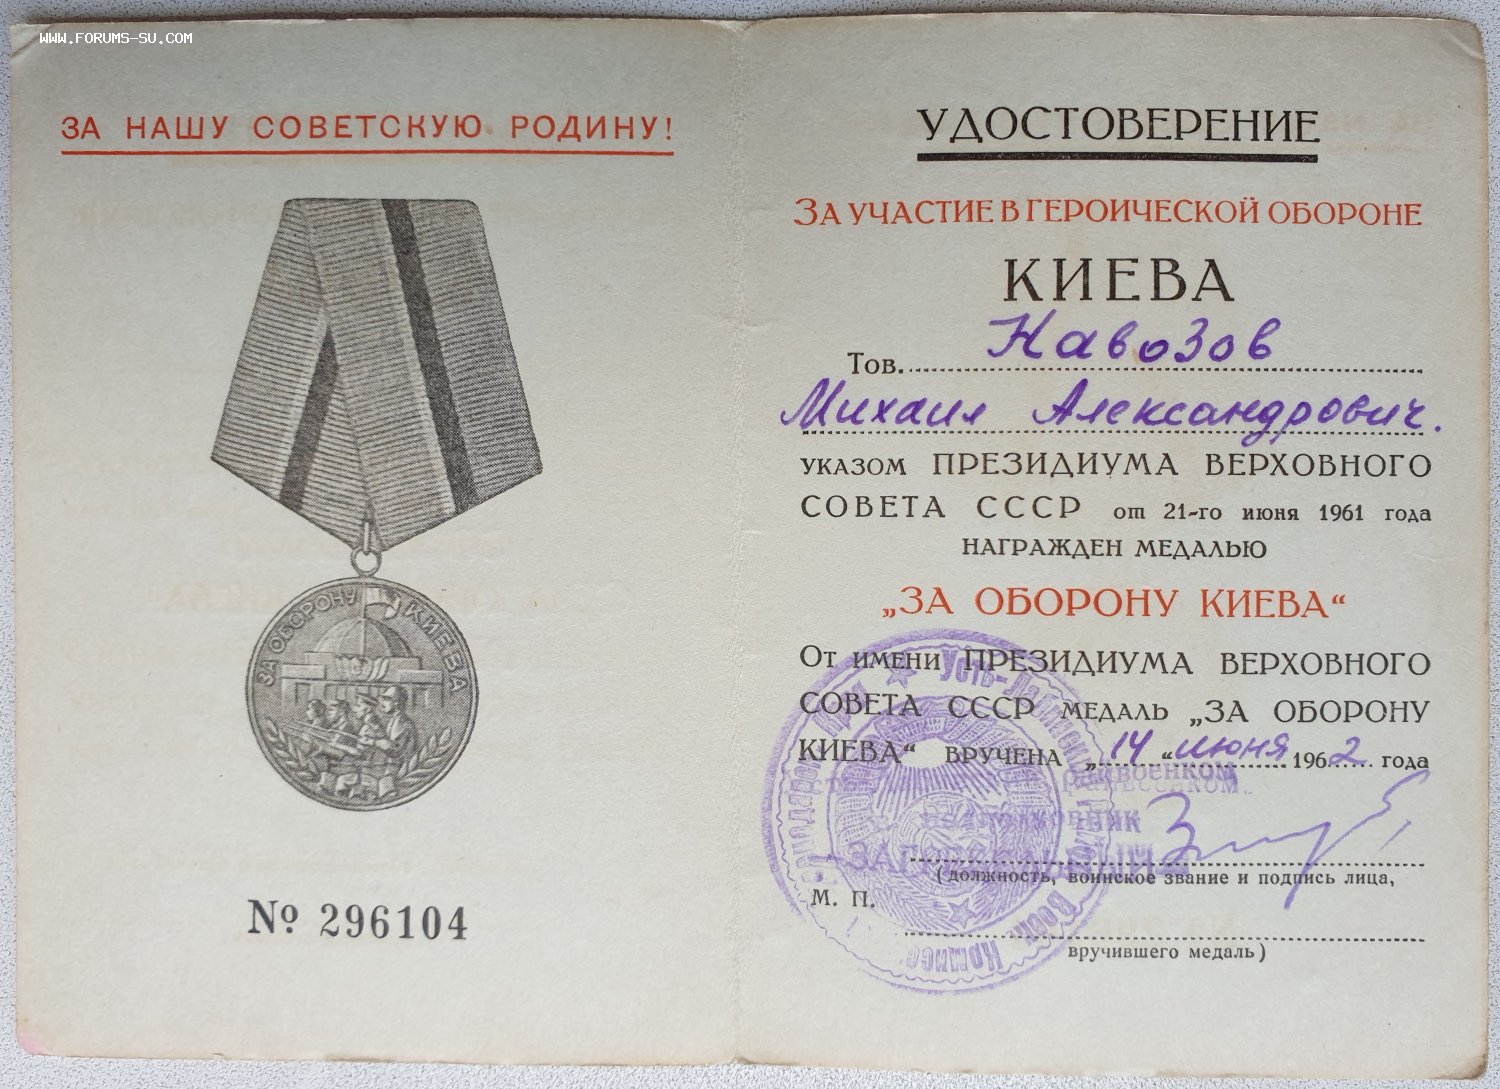 www.FORUMS-SU.COM
ЗА НАШУ СОВЕТСКУЮ РОДИНУ!
ЗА ОБОРОНУ КИЕВА
№ 296104
УДОСТОВЕРЕНИЕ
ЗА УЧАСТИЕ В ГЕРОИЧЕСКОЙ ОБОРОНЕ
КИЕВА
Тов. Навозов
Михаил Александрович.
УКАЗОМ ПРЕЗИДИУМА ВЕРХОВНОГО
СОВЕТА СССР от 21-го июня 1961 года
НАГРАЖДЕН МЕДАЛЬЮ
„ЗА ОБОРОНУ КИЕВА“
ОТ ИМЕНИ ПРЕЗИДИУМА ВЕРХОВНОГО
СОВЕТА СССР МЕДАЛЬ „ЗА ОБОРОНУ
КИЕВА“ ВРУЧЕНА „14“ июня 1962 года
райвоенком
(должность, воинское звание и подпись лица,
М. П.
вручившего медаль)